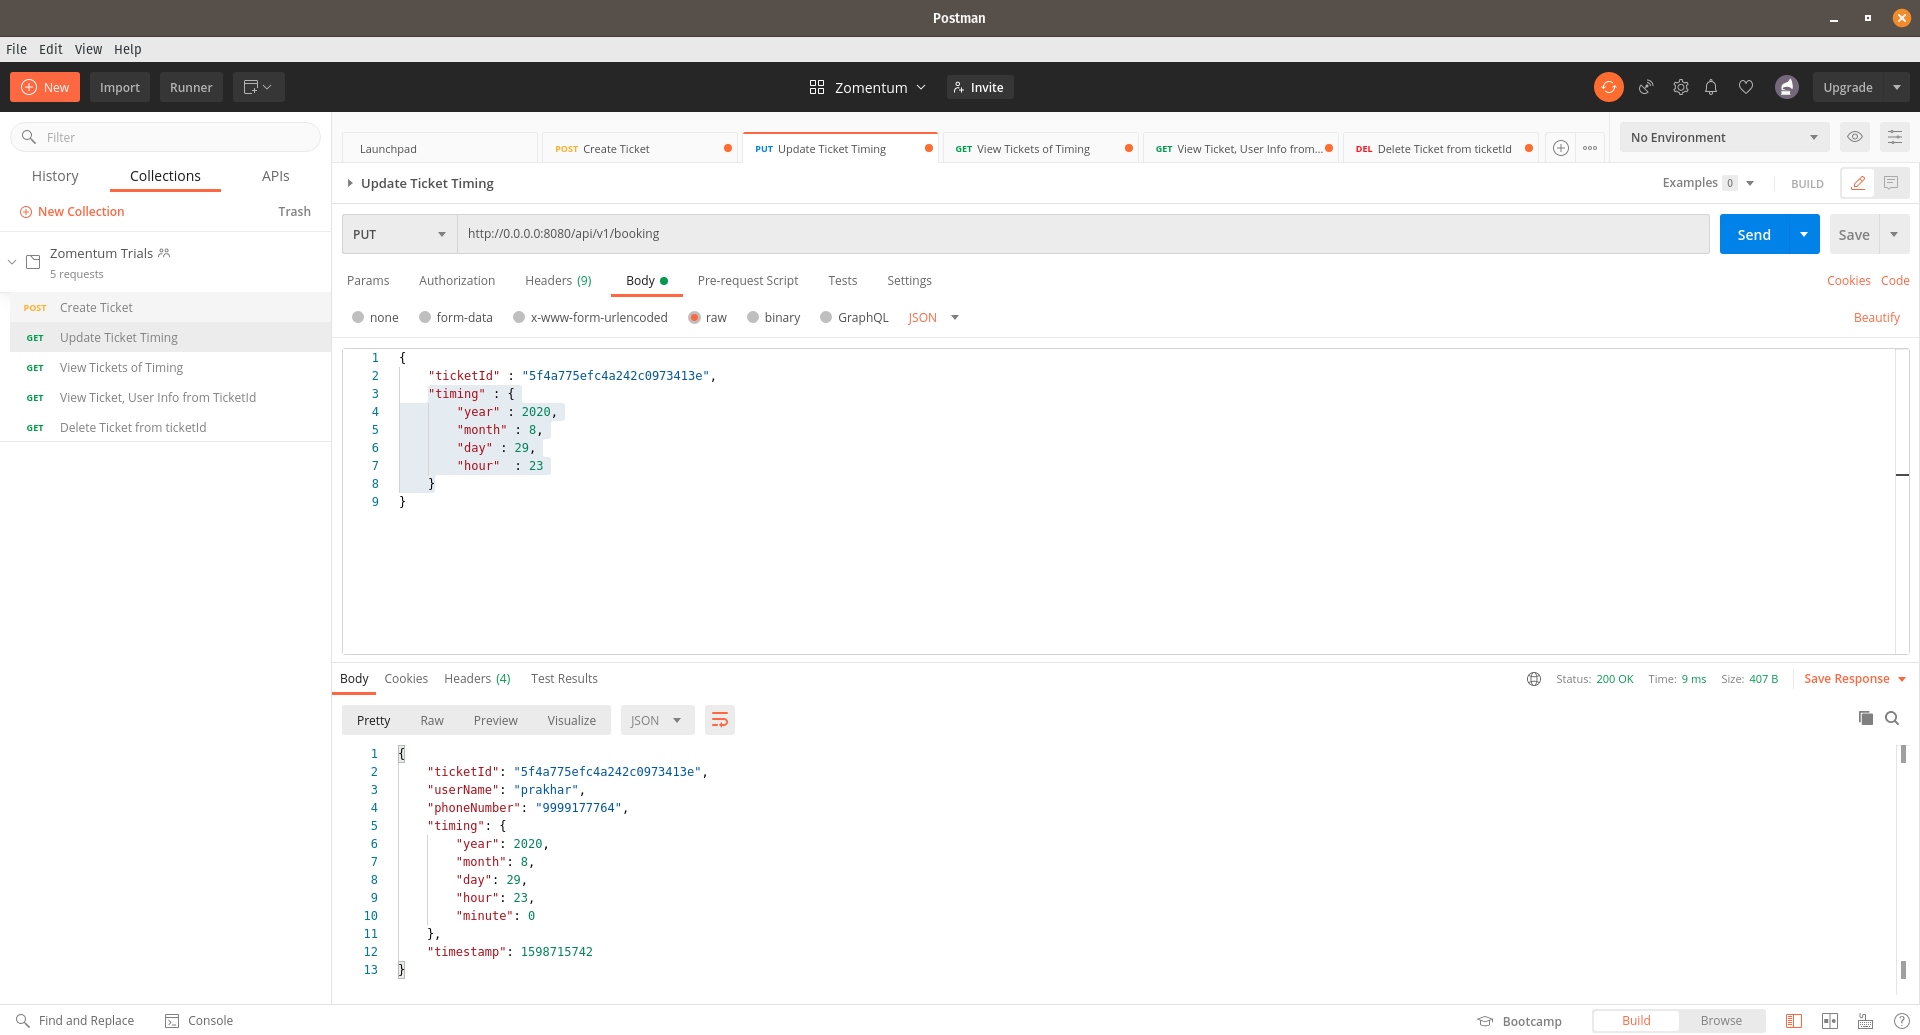 Postman
File Edit View Help
New Import Runner Zomentum Invite Upgrade
Filter
History Collections APIs
New Collection Trash
Zomentum Trials
5 requests
POST Create Ticket
GET Update Ticket Timing
GET View Tickets of Timing
GET View Ticket, User Info from TicketId
GET Delete Ticket from ticketId
Launchpad POST Create Ticket PUT Update Ticket Timing GET View Tickets of Timing GET View Ticket, User Info from... DEL Delete Ticket from ticketId No Environment
Update Ticket Timing Examples 0 BUILD
PUT http://0.0.0.0:8080/api/v1/booking Send Save
Params Authorization Headers (9) Body Pre-request Script Tests Settings Cookies Code
none form-data x-www-form-urlencoded raw binary GraphQL JSON Beautify
1 {
2 "ticketId" : "5f4a775efc4a242c0973413e",
3 "timing" : {
4 "year" : 2020,
5 "month" : 8,
6 "day" : 29,
7 "hour"  : 23
8 }
9 }
Body Cookies Headers (4) Test Results Status: 200 OK Time: 9 ms Size: 407 B Save Response
Pretty Raw Preview Visualize JSON
1 {
2 "ticketId": "5f4a775efc4a242c0973413e",
3 "userName": "prakhar",
4 "phoneNumber": "9999177764",
5 "timing": {
6 "year": 2020,
7 "month": 8,
8 "day": 29,
9 "hour": 23,
10 "minute": 0
11 },
12 "timestamp": 1598715742
13 }
Find and Replace Console Bootcamp Build Browse